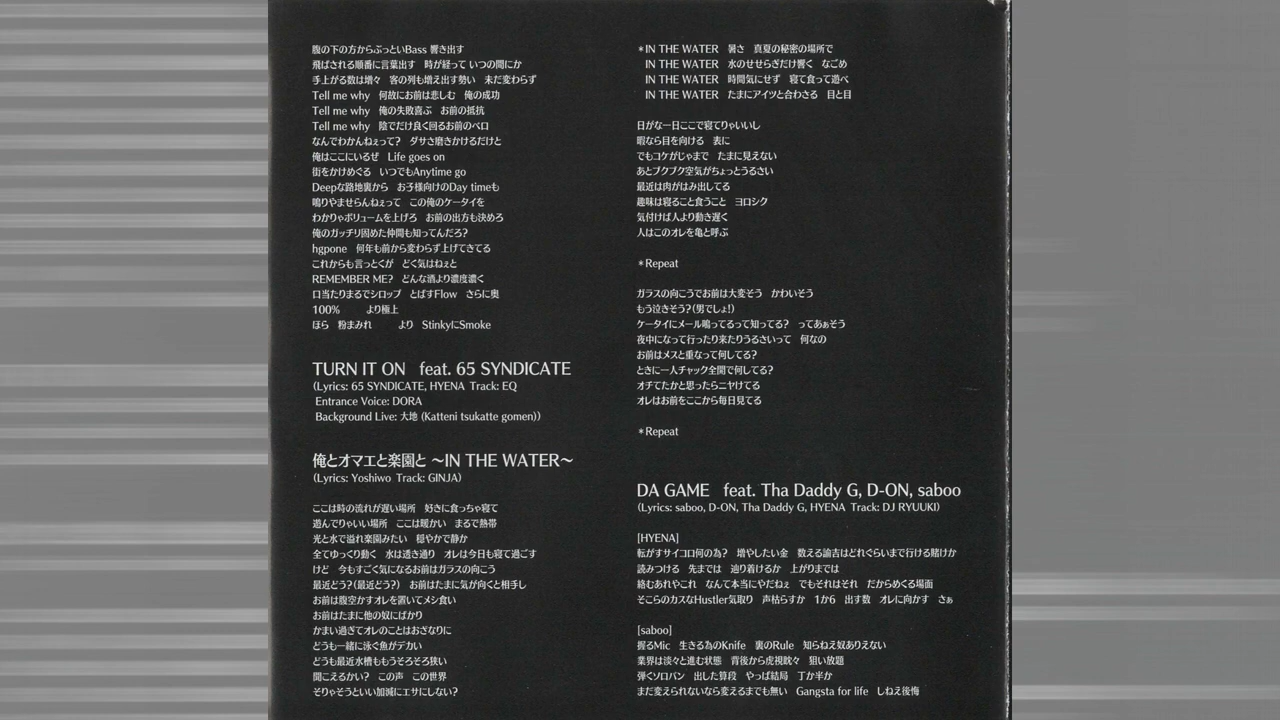 腹の下の方からぶっといBass 響き出す
飛ばされる順番に言葉出す　時が経って いつの間にか
手上がる数は増々　客の列も増え出す勢い　未だ変わらず
Tell me why　何故にお前は悲しむ　俺の成功
Tell me why　俺の失敗喜ぶ　お前の抵抗
Tell me why　陰でだけ良く回るお前のベロ
なんでわかんねぇって?　ダサさ磨きかけるだけと
俺はここにいるぜ　Life goes on
街をかけめぐる　いつでもAnytime go
Deepな路地裏から　お子様向けのDay timeも
鳴りやませらんねぇって　この俺のケータイを
わかりゃボリュームを上げろ　お前の出方も決めろ
俺のガッチリ固めた仲間も知ってんだろ?
hgpone　何年も前から変わらず上げてきてる
これからも言っとくが　どく気はねぇと
REMEMBER ME?　どんな酒より濃度濃く
口当たりまるでシロップ　とばすFlow　さらに奥
100%　　より極上
ほら　粉まみれ　　より　StinkyにSmoke
TURN IT ON　feat. 65 SYNDICATE
(Lyrics: 65 SYNDICATE, HYENA Track: EQ
Entrance Voice: DORA
Background Live: 大地 (Katteni tsukatte gomen))
俺とオマエと楽園と 〜IN THE WATER〜
(Lyrics: Yoshiwo Track: GINJA)
ここは時の流れが遅い場所　好きに食っちゃ寝て
遊んでりゃいい場所　ここは暖かい　まるで熱帯
光と水で溢れ楽園みたい　穏やかで静か
全てゆっくり動く　水は透き通り　オレは今日も寝て過ごす
けど　今もすごく気になるお前はガラスの向こう
最近どう?(最近どう?)　お前はたまに気が向くと相手し
お前は腹空かすオレを置いてメシ食い
お前はたまに他の奴にばかり
かまい過ぎてオレのことはおざなりに
どうも一緒に泳ぐ魚がデカい
どうも最近水槽ももうそろそろ狭い
聞こえるかい?　この声　この世界
そりゃそうといい加減にエサにしない?
*IN THE WATER　暑さ　真夏の秘密の場所で
IN THE WATER　水のせせらぎだけ響く　なごめ
IN THE WATER　時間気にせず　寝て食って遊べ
IN THE WATER　たまにアイツと合わさる　目と目
日がな一日ここで寝てりゃいいし
暇なら目を向ける　表に
でもコケがじゃまで　たまに見えない
あとブクブク空気がちょっとうるさい
最近は肉がはみ出してる
趣味は寝ること食うこと　ヨロシク
気付けば人より動き遅く
人はこのオレを亀と呼ぶ
*Repeat
ガラスの向こうでお前は大変そう　かわいそう
もう泣きそう?(男でしょ!)
ケータイにメール鳴ってるって知ってる?　ってあぁそう
夜中になって行ったり来たりうるさいって　何なの
お前はメスと重なって何してる?
ときに一人チャック全開で何してる?
オチてたかと思ったらニヤけてる
オレはお前をここから毎日見てる
*Repeat
DA GAME　feat. Tha Daddy G, D-ON, saboo
(Lyrics: saboo, D-ON, Tha Daddy G, HYENA Track: DJ RYUUKI)
[HYENA]
転がすサイコロ何の為?　増やしたい金　数える諭吉はどれぐらいまで行ける賭けか
読みつける　先までは　辿り着けるか　上がりまでは
絡むあれやこれ　なんて本当にやだねぇ　でもそれはそれ　だからめくる場面
そこらのカスなHustler気取り　声枯らすか　1か6　出す数　オレに向かす　さぁ
[saboo]
握るMic　生きる為のKnife　裏のRule　知らねえ奴ありえない
業界は淡々と進む状態　背後から虎視眈々　狙い放題
弾くソロバン　出した算段　やっぱ結局　丁か半か
まだ変えられないなら変えるまでも無い　Gangsta for life　しねえ後悔